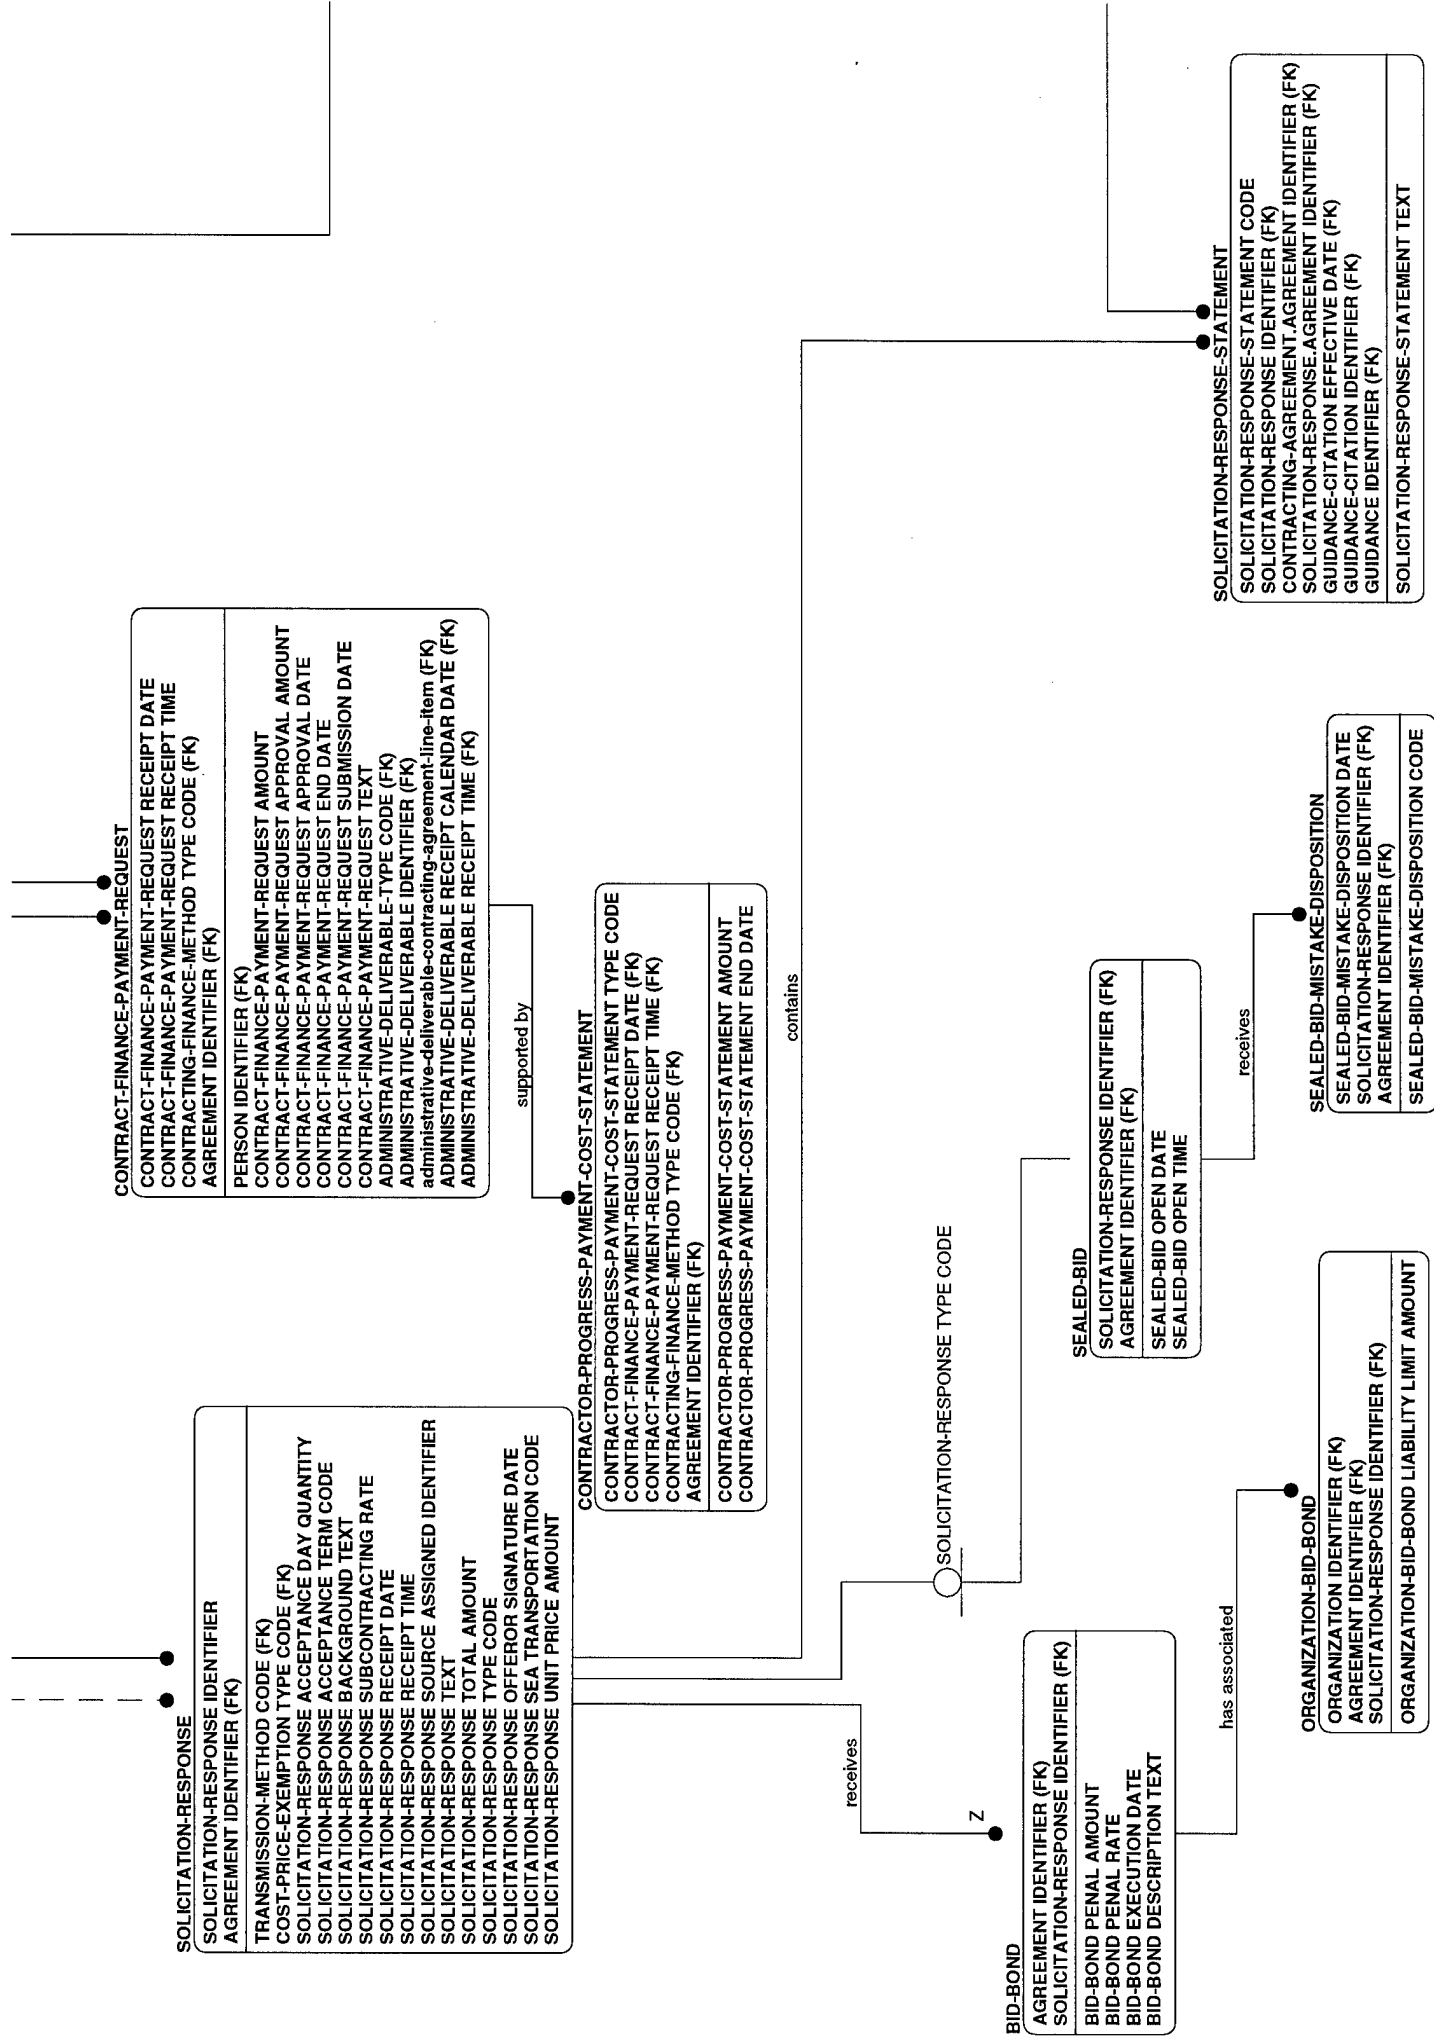 SOLICITATION-RESPONSE
SOLICITATION-RESPONSE IDENTIFIER
AGREEMENT IDENTIFIER (FK)
TRANSMISSION-METHOD CODE (FK)
COST-PRICE-EXEMPTION TYPE CODE (FK)
SOLICITATION-RESPONSE ACCEPTANCE DAY QUANTITY
SOLICITATION-RESPONSE ACCEPTANCE TERM CODE
SOLICITATION-RESPONSE BACKGROUND TEXT
SOLICITATION-RESPONSE SUBCONTRACTING RATE
SOLICITATION-RESPONSE RECEIPT DATE
SOLICITATION-RESPONSE RECEIPT TIME
SOLICITATION-RESPONSE SOURCE ASSIGNED IDENTIFIER
SOLICITATION-RESPONSE TEXT
SOLICITATION-RESPONSE TOTAL AMOUNT
SOLICITATION-RESPONSE TYPE CODE
SOLICITATION-RESPONSE OFFEROR SIGNATURE DATE
SOLICITATION-RESPONSE SEA TRANSPORTATION CODE
SOLICITATION-RESPONSE UNIT PRICE AMOUNT
CONTRACT-FINANCE-PAYMENT-REQUEST
CONTRACT-FINANCE-PAYMENT-REQUEST RECEIPT DATE
CONTRACT-FINANCE-PAYMENT-REQUEST RECEIPT TIME
CONTRACTING-FINANCE-METHOD TYPE CODE (FK)
AGREEMENT IDENTIFIER (FK)
PERSON IDENTIFIER (FK)
CONTRACT-FINANCE-PAYMENT-REQUEST AMOUNT
CONTRACT-FINANCE-PAYMENT-REQUEST APPROVAL AMOUNT
CONTRACT-FINANCE-PAYMENT-REQUEST APPROVAL DATE
CONTRACT-FINANCE-PAYMENT-REQUEST END DATE
CONTRACT-FINANCE-PAYMENT-REQUEST SUBMISSION DATE
CONTRACT-FINANCE-PAYMENT-REQUEST TEXT
ADMINISTRATIVE-DELIVERABLE-TYPE CODE (FK)
ADMINISTRATIVE-DELIVERABLE IDENTIFIER (FK)
administrative-deliverable-contracting-agreement-line-item (FK)
ADMINISTRATIVE-DELIVERABLE RECEIPT CALENDAR DATE (FK)
ADMINISTRATIVE-DELIVERABLE RECEIPT TIME (FK)
supported by
CONTRACTOR-PROGRESS-PAYMENT-COST-STATEMENT
CONTRACTOR-PROGRESS-PAYMENT-COST-STATEMENT TYPE CODE
CONTRACT-FINANCE-PAYMENT-REQUEST RECEIPT DATE (FK)
CONTRACT-FINANCE-PAYMENT-REQUEST RECEIPT TIME (FK)
CONTRACTING-FINANCE-METHOD TYPE CODE (FK)
AGREEMENT IDENTIFIER (FK)
CONTRACTOR-PROGRESS-PAYMENT-COST-STATEMENT AMOUNT
CONTRACTOR-PROGRESS-PAYMENT-COST-STATEMENT END DATE
contains
receives
Z
SOLICITATION-RESPONSE TYPE CODE
BID-BOND
AGREEMENT IDENTIFIER (FK)
SOLICITATION-RESPONSE IDENTIFIER (FK)
BID-BOND PENAL AMOUNT
BID-BOND PENAL RATE
BID-BOND EXECUTION DATE
BID-BOND DESCRIPTION TEXT
has associated
ORGANIZATION-BID-BOND
ORGANIZATION IDENTIFIER (FK)
AGREEMENT IDENTIFIER (FK)
SOLICITATION-RESPONSE IDENTIFIER (FK)
ORGANIZATION-BID-BOND LIABILITY LIMIT AMOUNT
SEALED-BID
SOLICITATION-RESPONSE IDENTIFIER (FK)
AGREEMENT IDENTIFIER (FK)
SEALED-BID OPEN DATE
SEALED-BID OPEN TIME
receives
SEALED-BID-MISTAKE-DISPOSITION
SEALED-BID-MISTAKE-DISPOSITION DATE
SOLICITATION-RESPONSE IDENTIFIER (FK)
AGREEMENT IDENTIFIER (FK)
SEALED-BID-MISTAKE-DISPOSITION CODE
SOLICITATION-RESPONSE-STATEMENT
SOLICITATION-RESPONSE-STATEMENT CODE
SOLICITATION-RESPONSE IDENTIFIER (FK)
CONTRACTING-AGREEMENT.AGREEMENT IDENTIFIER (FK)
SOLICITATION-RESPONSE.AGREEMENT IDENTIFIER (FK)
GUIDANCE-CITATION EFFECTIVE DATE (FK)
GUIDANCE-CITATION IDENTIFIER (FK)
GUIDANCE IDENTIFIER (FK)
SOLICITATION-RESPONSE-STATEMENT TEXT